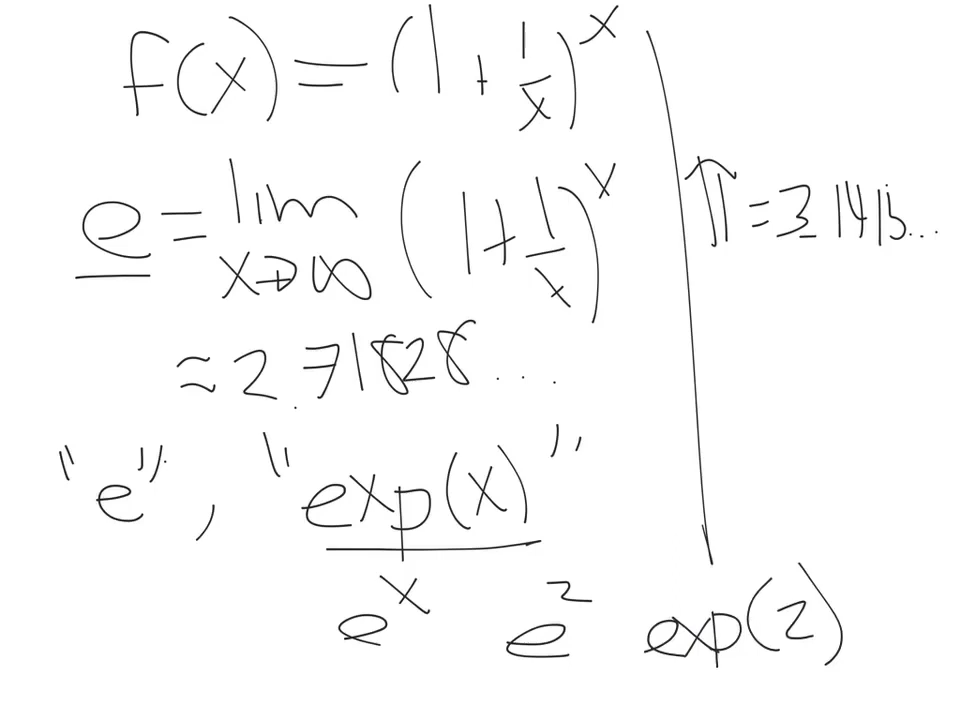 f(x) = (1 + 1/x)^x
e = lim x→∞ (1 + 1/x)^x
≈ 2.71828...
"e", "exp(x)"
e^x e^2 exp(2)
π = 3.1415...